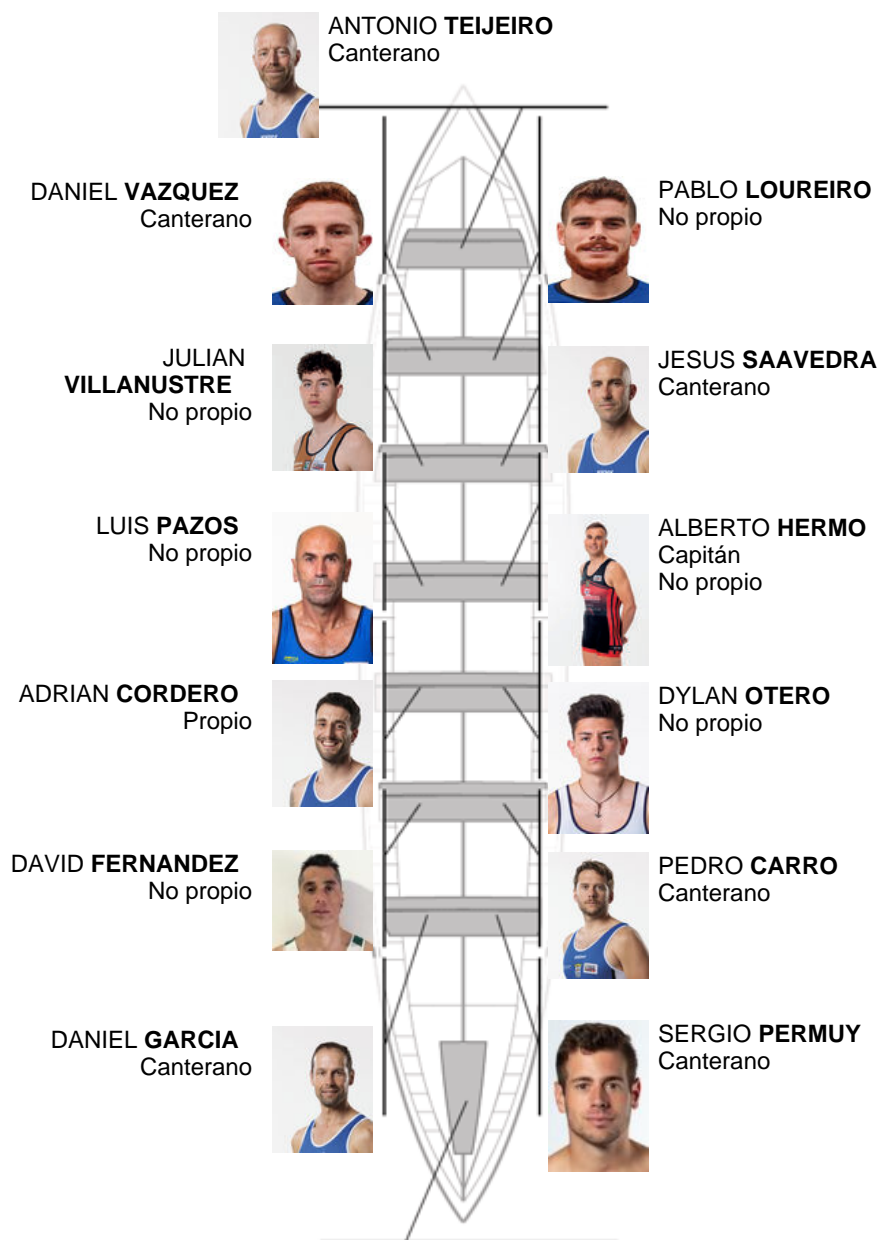 ANTONIO TEIJEIRO
Canterano
DANIEL VAZQUEZ
Canterano
PABLO LOUREIRO
No propio
JULIAN
VILLANUSTRE
No propio
JESUS SAAVEDRA
Canterano
LUIS PAZOS
No propio
ALBERTO HERMO
Capitán
No propio
ADRIAN CORDERO
Propio
DYLAN OTERO
No propio
DAVID FERNANDEZ
No propio
PEDRO CARRO
Canterano
DANIEL GARCIA
Canterano
SERGIO PERMUY
Canterano